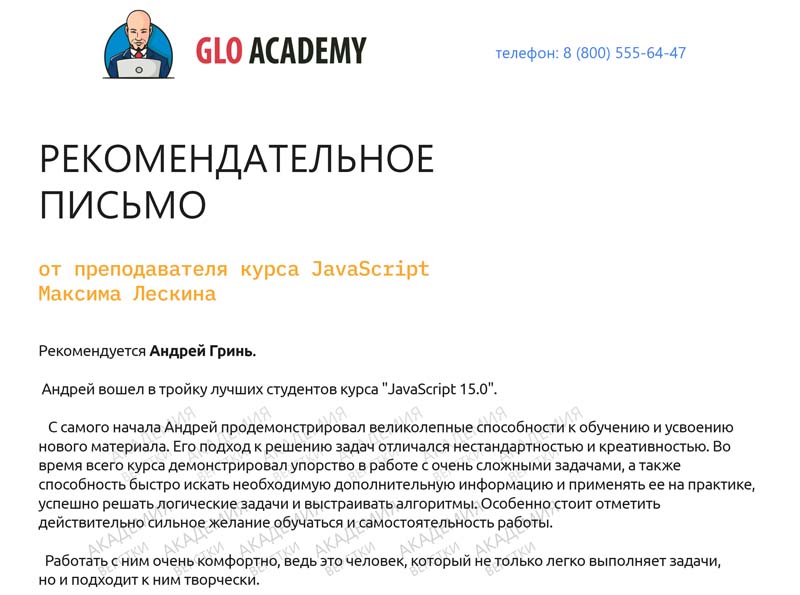 GLO ACADEMY
телефон: 8 (800) 555-64-47
РЕКОМЕНДАТЕЛЬНОЕ
ПИСЬМО
от преподавателя курса JavaScript
Максима Лескина
Рекомендуется Андрей Гринь.
Андрей вошел в тройку лучших студентов курса "JavaScript 15.0".
С самого начала Андрей продемонстрировал великолепные способности к обучению и усвоению
нового материала. Его подход к решению задач отличался нестандартностью и креативностью. Во
время всего курса демонстрировал упорство в работе с очень сложными задачами, а также
способность быстро искать необходимую дополнительную информацию и применять ее на практике,
успешно решать логические задачи и выстраивать алгоритмы. Особенно стоит отметить
действительно сильное желание обучаться и самостоятельность работы.
Работать с ним очень комфортно, ведь это человек, который не только легко выполняет задачи,
но и подходит к ним творчески.
АКАДЕМИЯ
ВЁРСТКИ